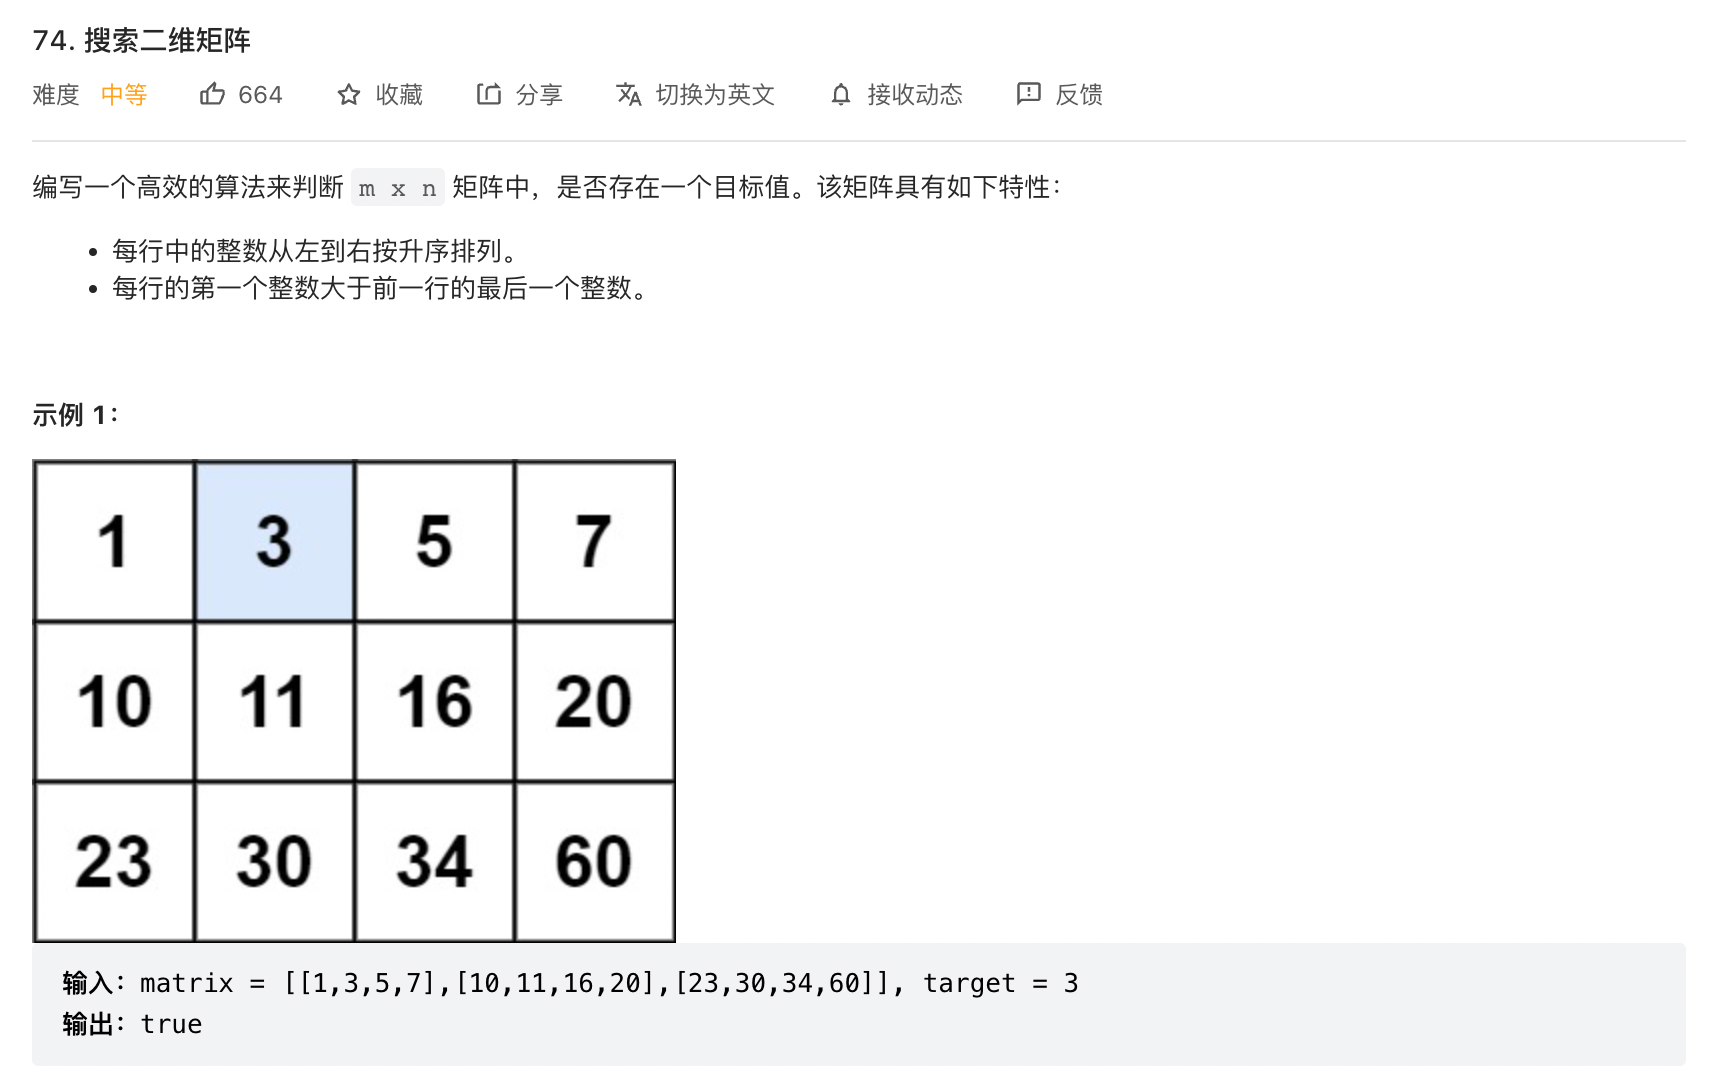 74. 搜索二维矩阵
难度 中等 664 收藏 分享 切换为英文 接收动态 反馈
编写一个高效的算法来判断 m x n 矩阵中，是否存在一个目标值。该矩阵具有如下特性：
• 每行中的整数从左到右按升序排列。
• 每行的第一个整数大于前一行的最后一个整数。
示例 1：
1 3 5 7
10 11 16 20
23 30 34 60
输入：matrix = [[1,3,5,7],[10,11,16,20],[23,30,34,60]], target = 3
输出：true